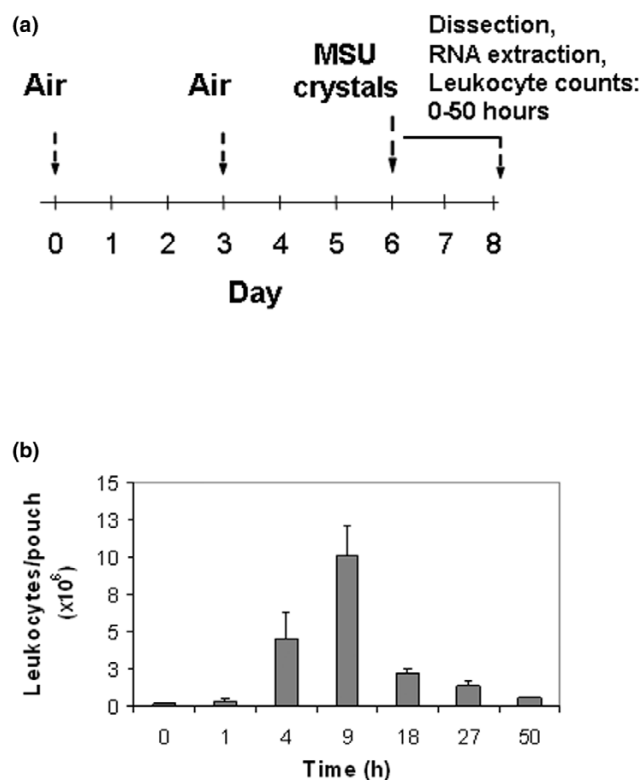 (a)
Dissection,
RNA extraction,
Leukocyte counts:
0-50 hours
MSU
crystals
Air Air
0 1 2 3 4 5 6 7 8
Day
(b)
Leukocytes/pouch
(x10⁶)
15
13
10
8
5
3
0
0 1 4 9 18 27 50
Time (h)